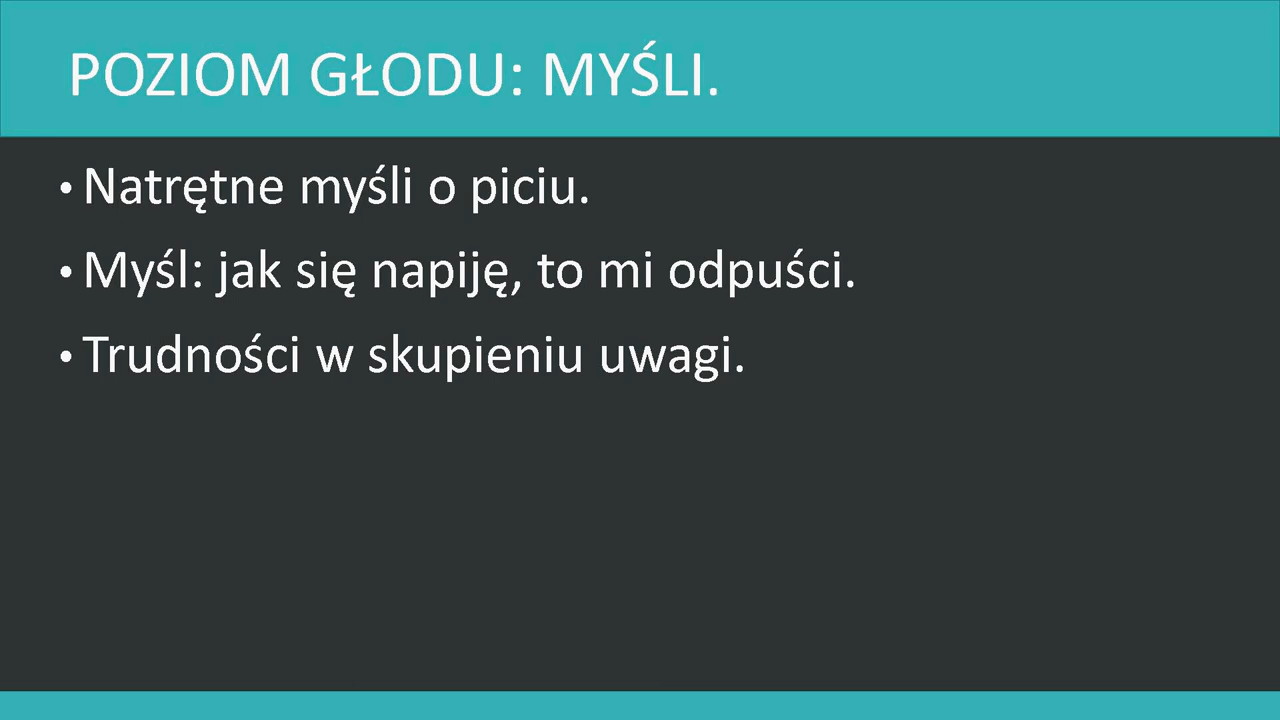 POZIOM GŁODU: MYŚLI.
• Natrętne myśli o piciu.
• Myśl: jak się napiję, to mi odpuści.
• Trudności w skupieniu uwagi.